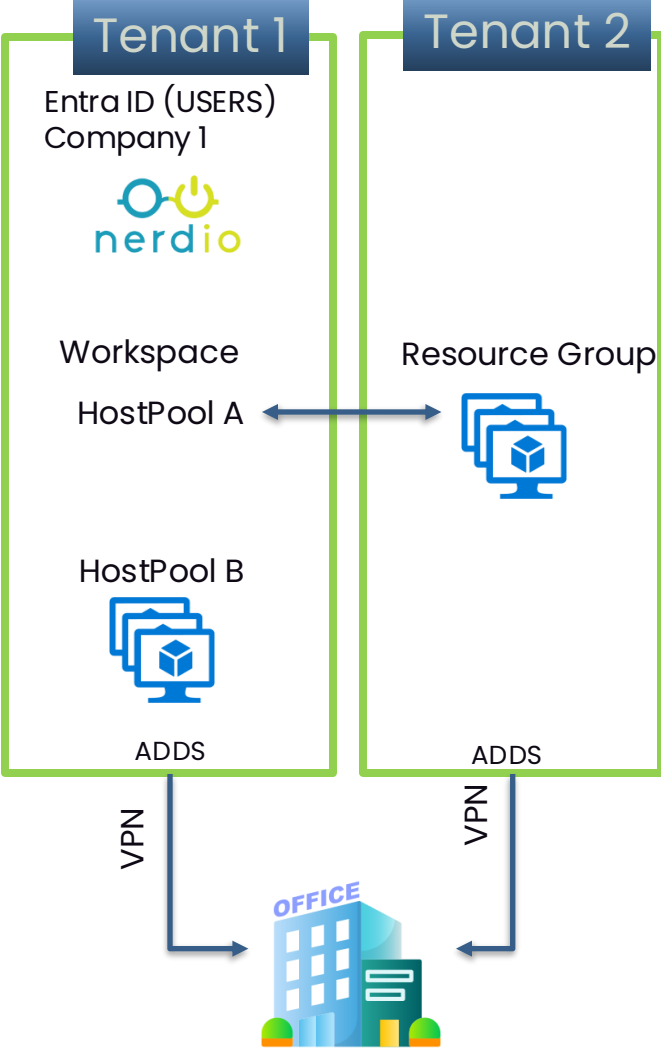 Tenant 1
Tenant 2
Entra ID (USERS)
Company 1
nerdio
Workspace
HostPool A
Resource Group
HostPool B
ADDS
ADDS
VPN
VPN
OFFICE